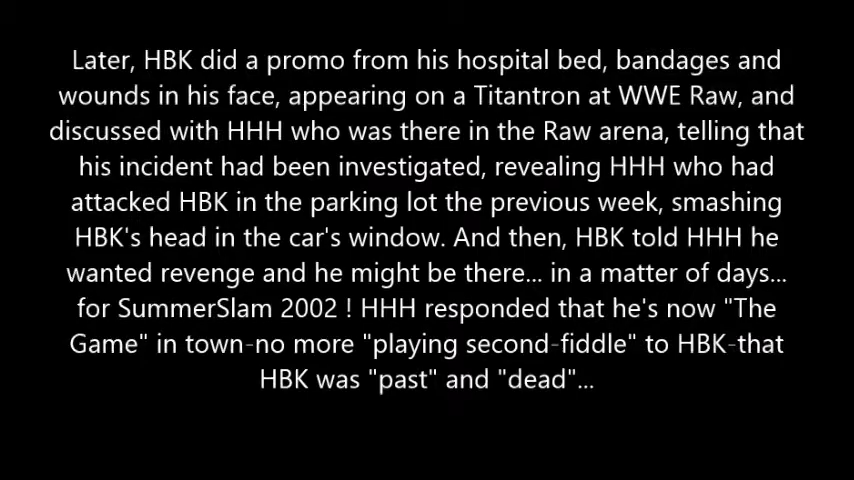 Later, HBK did a promo from his hospital bed, bandages and
wounds in his face, appearing on a Titantron at WWE Raw, and
discussed with HHH who was there in the Raw arena, telling that
his incident had been investigated, revealing HHH who had
attacked HBK in the parking lot the previous week, smashing
HBK's head in the car's window. And then, HBK told HHH he
wanted revenge and he might be there... in a matter of days...
for SummerSlam 2002 ! HHH responded that he's now "The
Game" in town-no more "playing second-fiddle" to HBK-that
HBK was "past" and "dead"...